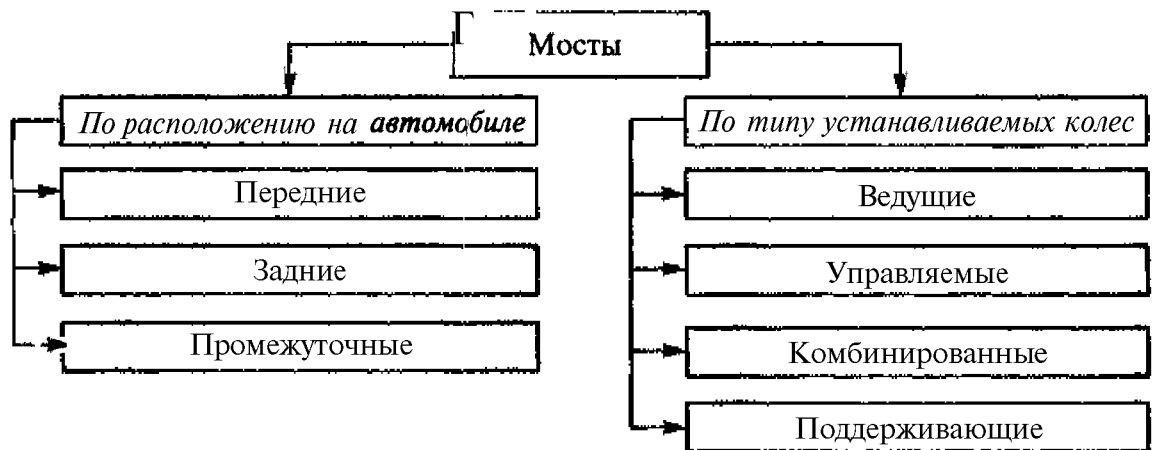 Мосты
По расположению на автомобиле
Передние
Задние
Промежуточные
По типу устанавливаемых колес
Ведущие
Управляемые
Комбинированные
Поддерживающие